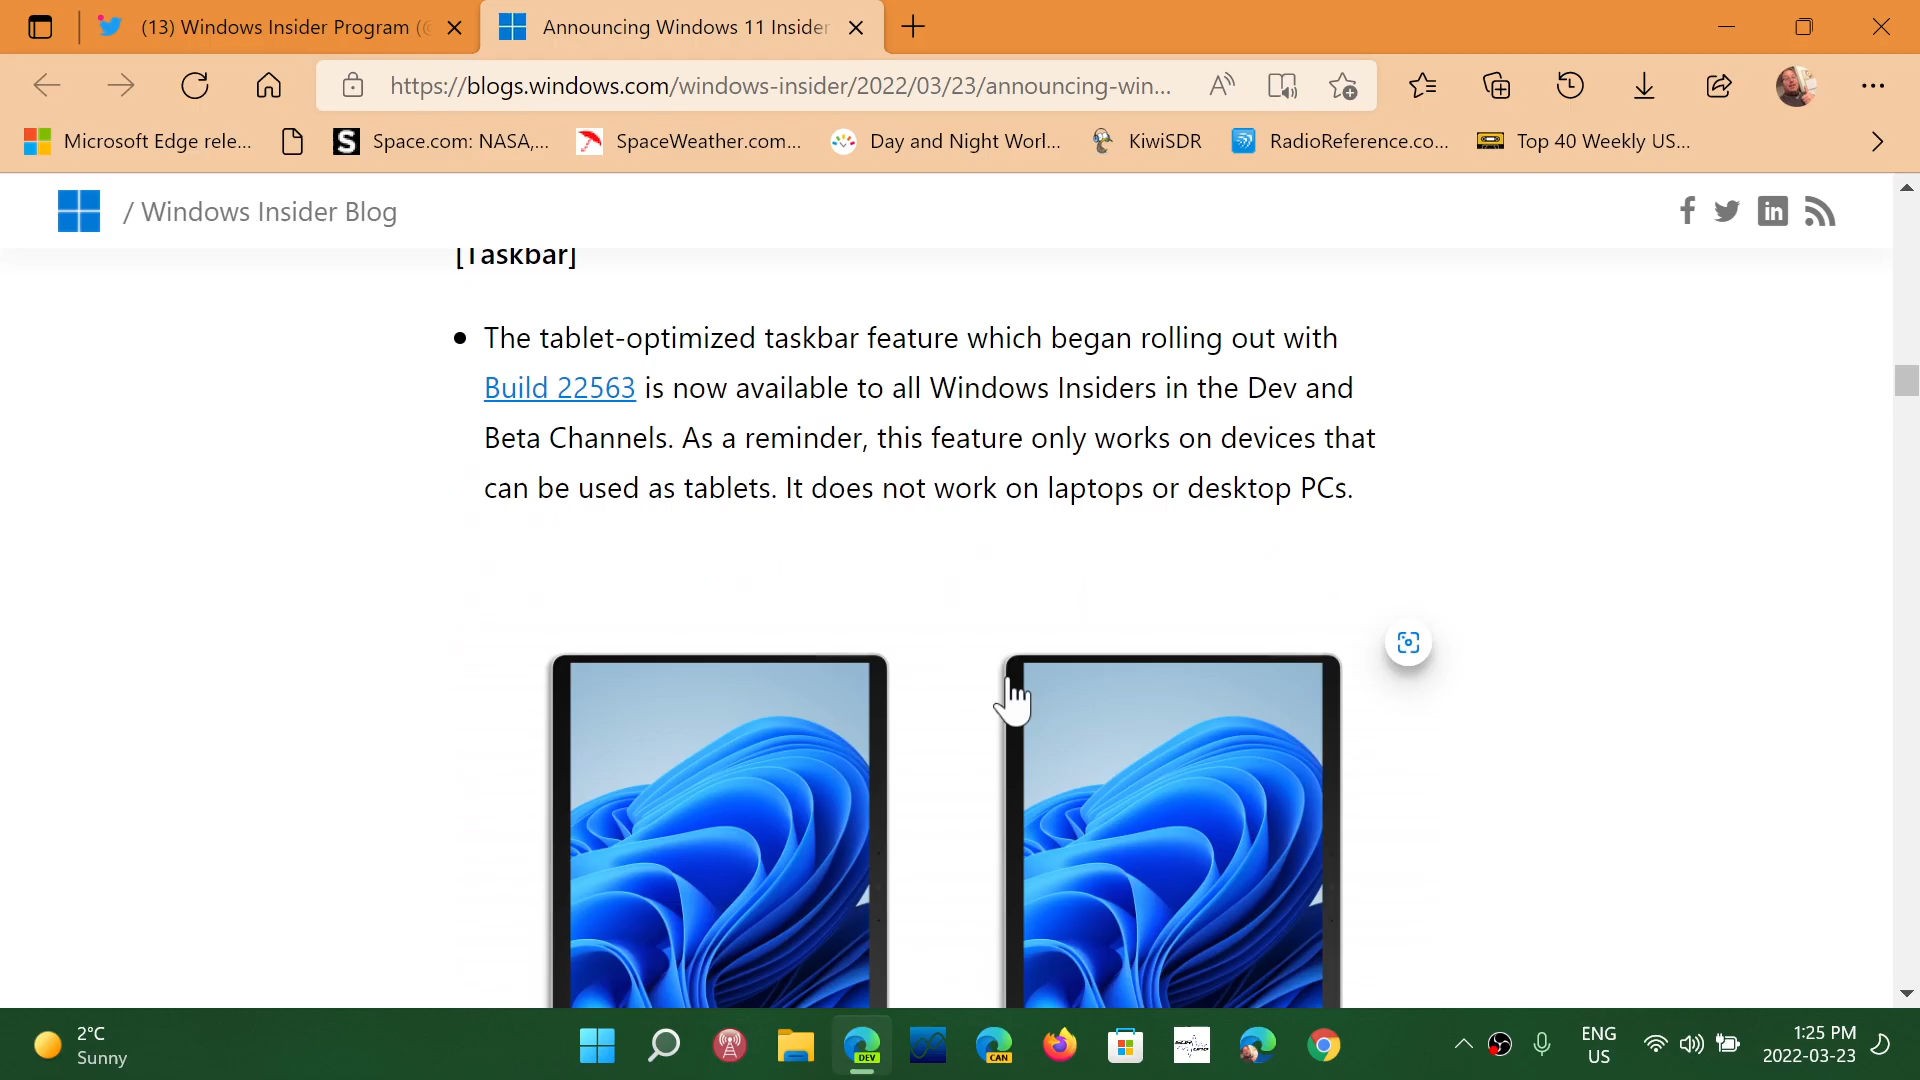 (13) Windows Insider Program (
Announcing Windows 11 Insider
https://blogs.windows.com/windows-insider/2022/03/23/announcing-win...
Microsoft Edge rele...
Space.com: NASA,...
SpaceWeather.com...
Day and Night Worl...
KiwiSDR
RadioReference.co...
Top 40 Weekly US...
/ Windows Insider Blog
[Taskbar]
The tablet-optimized taskbar feature which began rolling out with
Build 22563 is now available to all Windows Insiders in the Dev and
Beta Channels. As a reminder, this feature only works on devices that
can be used as tablets. It does not work on laptops or desktop PCs.
2°C
Sunny
DEV
CAN
ENG
US
1:25 PM
2022-03-23